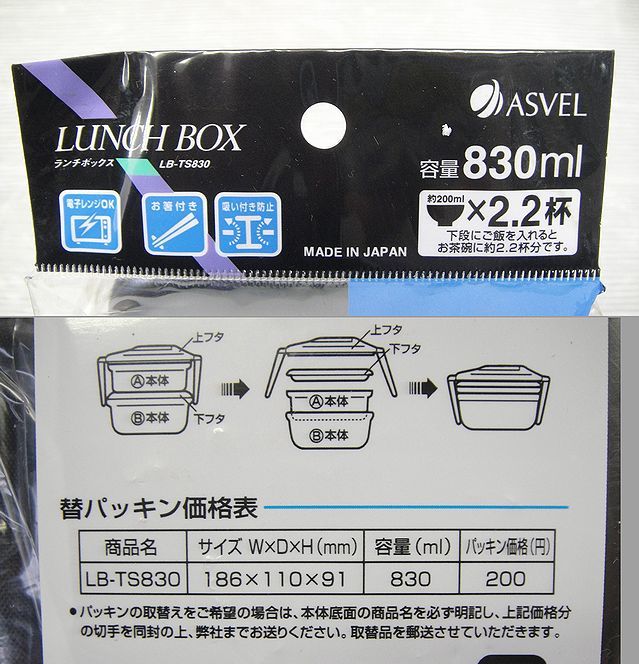 ASVEL
LUNCH BOX
ランチボックス LB-TS830
容量 830ml
電子レンジOK
お箸付き
吸い付き防止
約200ml
×2.2杯
下段にご飯を入れると
お茶碗に約2.2杯分です。
MADE IN JAPAN
上フタ
上フタ
下フタ
Ⓐ本体
下フタ
Ⓑ本体
Ⓐ本体
Ⓑ本体
替パッキン価格表
商品名 サイズ W×D×H(mm) 容量(ml) パッキン価格(円)
LB-TS830 186×110×91 830 200
●パッキンの取替えをご希望の場合は、本体底面の商品名を必ず明記し、上記価格分
の切手を同封の上、弊社までお送りください。取替品を郵送させていただきます。